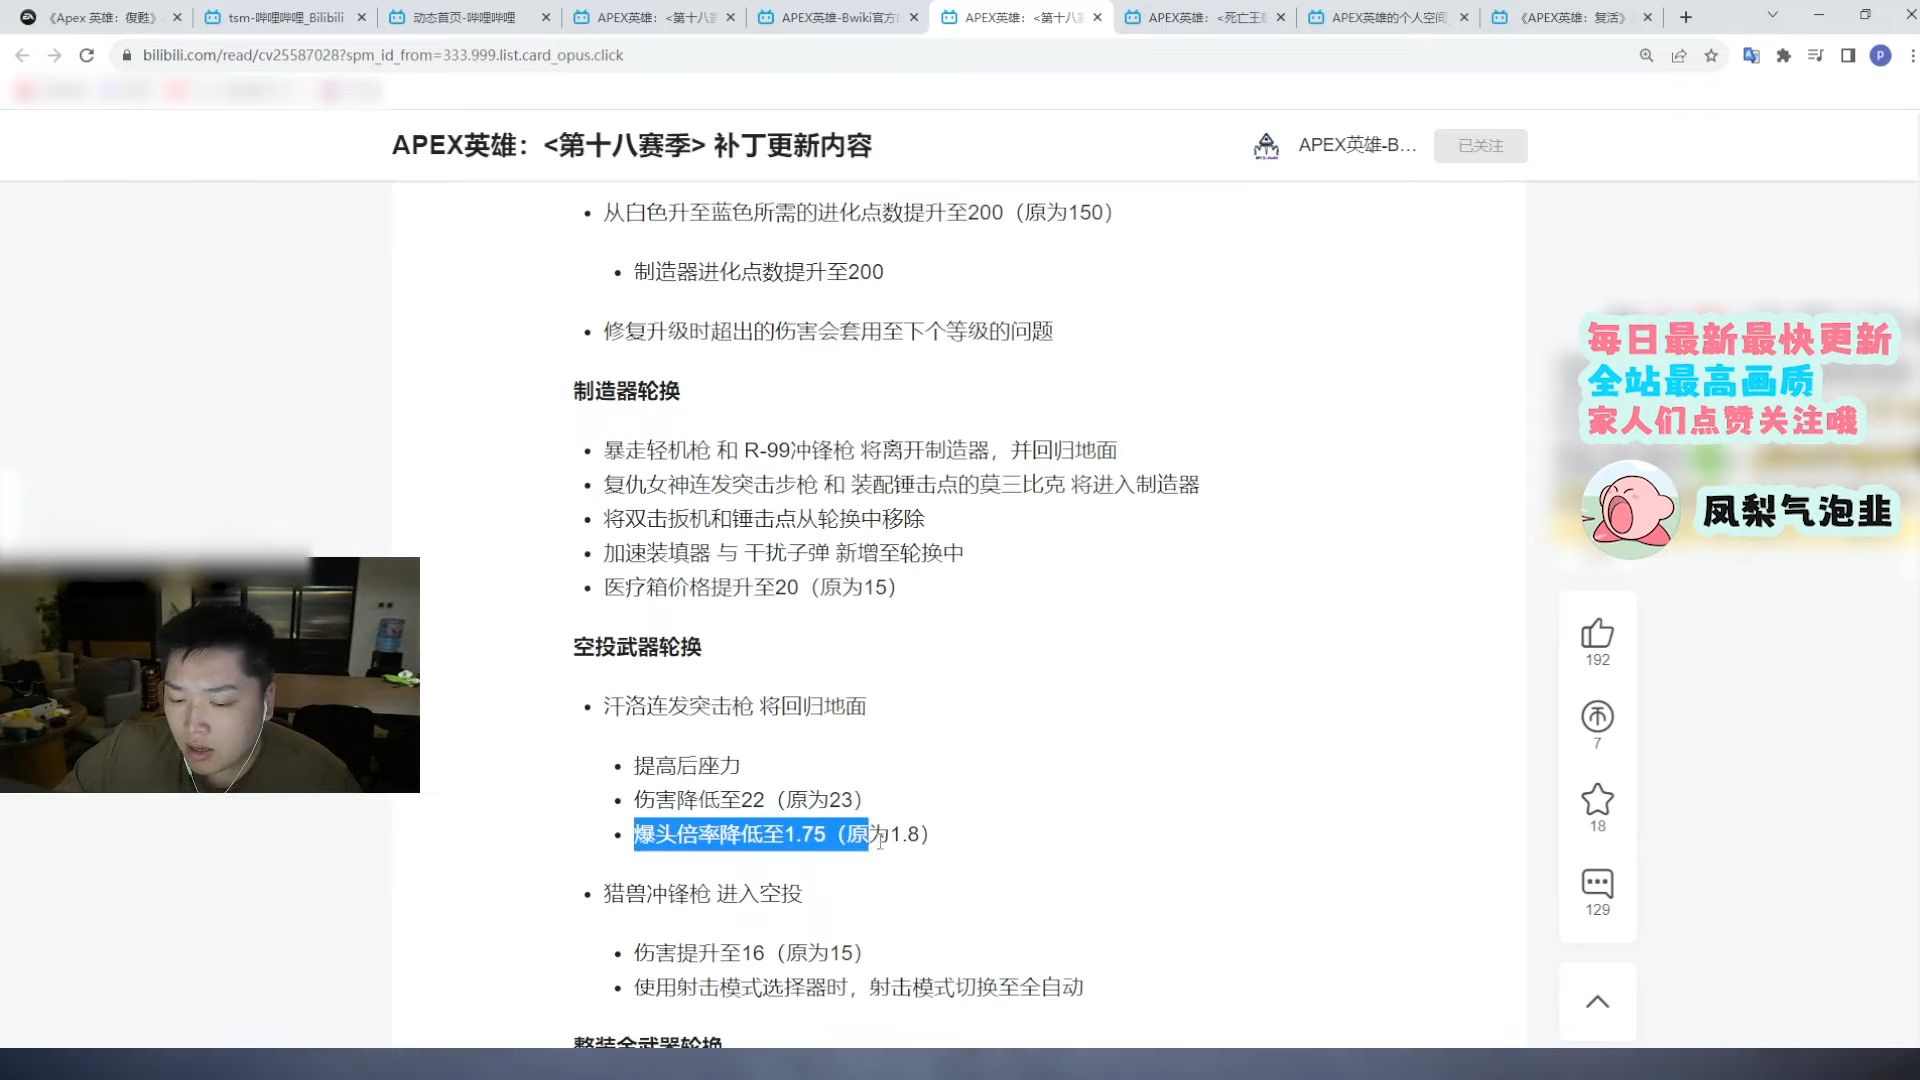 《Apex 英雄：復甦》
tsm-哔哩哔哩_Bilibili
动态首页-哔哩哔哩
APEX英雄：<第十八赛
APEX英雄-Bwiki官方
APEX英雄：<第十八
APEX英雄：<死亡王
APEX英雄的个人空间
《APEX英雄：复活》
bilibili.com/read/cv25587028?spm_id_from=333.999.list.card_opus.click
P
APEX英雄：<第十八赛季> 补丁更新内容
APEX英雄-B...
已关注
从白色升至蓝色所需的进化点数提升至200（原为150）
制造器进化点数提升至200
修复升级时超出的伤害会套用至下个等级的问题
制造器轮换
暴走轻机枪 和 R-99冲锋枪 将离开制造器，并回归地面
复仇女神连发突击步枪 和 装配锤击点的莫三比克 将进入制造器
将双击扳机和锤击点从轮换中移除
加速装填器 与 干扰子弹 新增至轮换中
医疗箱价格提升至20（原为15）
空投武器轮换
汗洛连发突击枪 将回归地面
提高后座力
伤害降低至22（原为23）
爆头倍率降低至1.75（原为1.8）
猎兽冲锋枪 进入空投
伤害提升至16（原为15）
使用射击模式选择器时，射击模式切换至全自动
整装金武器轮换
每日最新最快更新
全站最高画质
家人们点赞关注哦
凤梨气泡韭
192
7
18
129